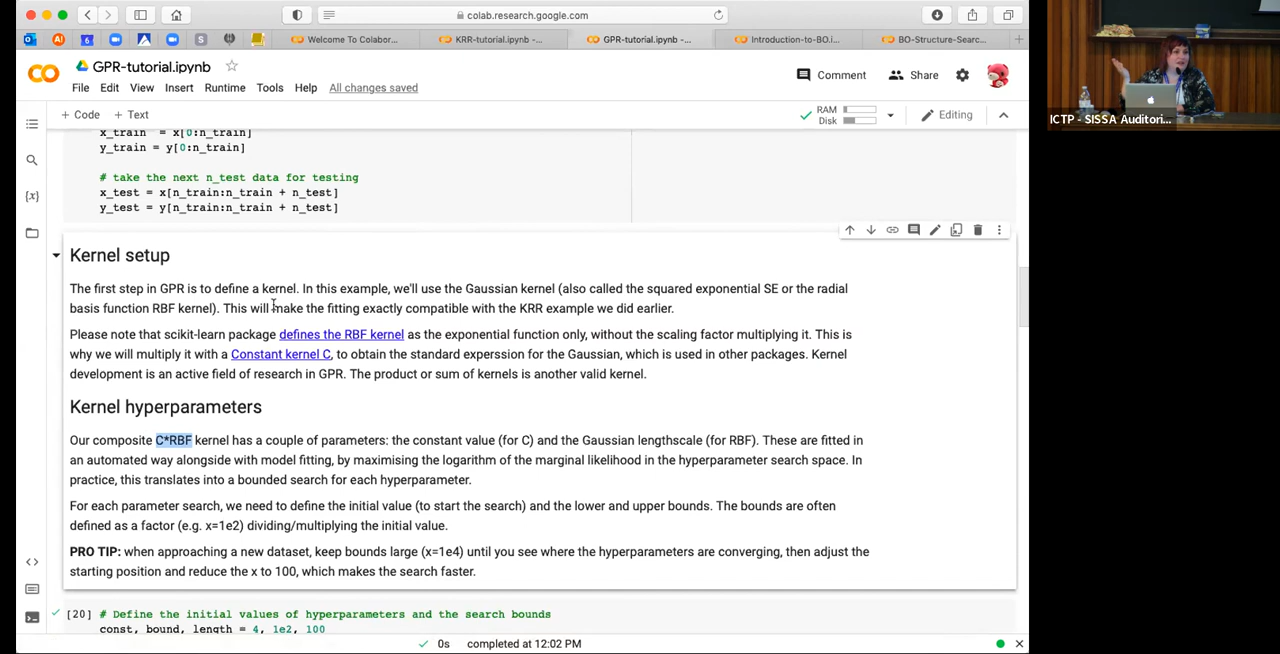 colab.research.google.com
Welcome To Colabor...
KRR-tutorial.ipynb -...
GPR-tutorial.ipynb -...
Introduction-to-BO.i...
BO-Structure-Searc...
GPR-tutorial.ipynb
Comment
Share
File Edit View Insert Runtime Tools Help All changes saved
+ Code + Text
RAM
Disk
Editing
x_train = x[0:n_train]
y_train = y[0:n_train]
# take the next n_test data for testing
x_test = x[n_train:n_train + n_test]
y_test = y[n_train:n_train + n_test]
Kernel setup
The first step in GPR is to define a kernel. In this example, we'll use the Gaussian kernel (also called the squared exponential SE or the radial
basis function RBF kernel). This will make the fitting exactly compatible with the KRR example we did earlier.
Please note that scikit-learn package defines the RBF kernel as the exponential function only, without the scaling factor multiplying it. This is
why we will multiply it with a Constant kernel C, to obtain the standard experssion for the Gaussian, which is used in other packages. Kernel
development is an active field of research in GPR. The product or sum of kernels is another valid kernel.
Kernel hyperparameters
Our composite C*RBF kernel has a couple of parameters: the constant value (for C) and the Gaussian lengthscale (for RBF). These are fitted in
an automated way alongside with model fitting, by maximising the logarithm of the marginal likelihood in the hyperparameter search space. In
practice, this translates into a bounded search for each hyperparameter.
For each parameter search, we need to define the initial value (to start the search) and the lower and upper bounds. The bounds are often
defined as a factor (e.g. x=1e2) dividing/multiplying the initial value.
PRO TIP: when approaching a new dataset, keep bounds large (x=1e4) until you see where the hyperparameters are converging, then adjust the
starting position and reduce the x to 100, which makes the search faster.
[20] # Define the initial values of hyperparameters and the search bounds
const, bound, length = 4, 1e2, 100
0s completed at 12:02 PM
ICTP - SISSA Auditori...